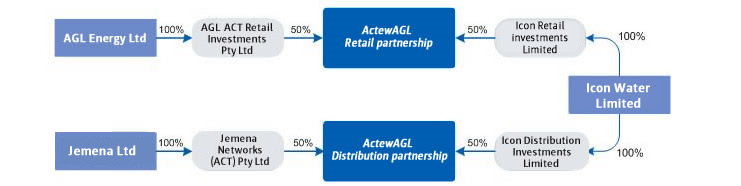 AGL Energy Ltd
100%
AGL ACT Retail
Investments
Pty Ltd
50%
ActewAGL
Retail partnership
50%
Icon Retail
investments
Limited
100%
Icon Water
Limited
Jemena Ltd
100%
Jemena
Networks
(ACT) Pty Ltd
50%
ActewAGL
Distribution partnership
50%
Icon Distribution
Investments
Limited
100%